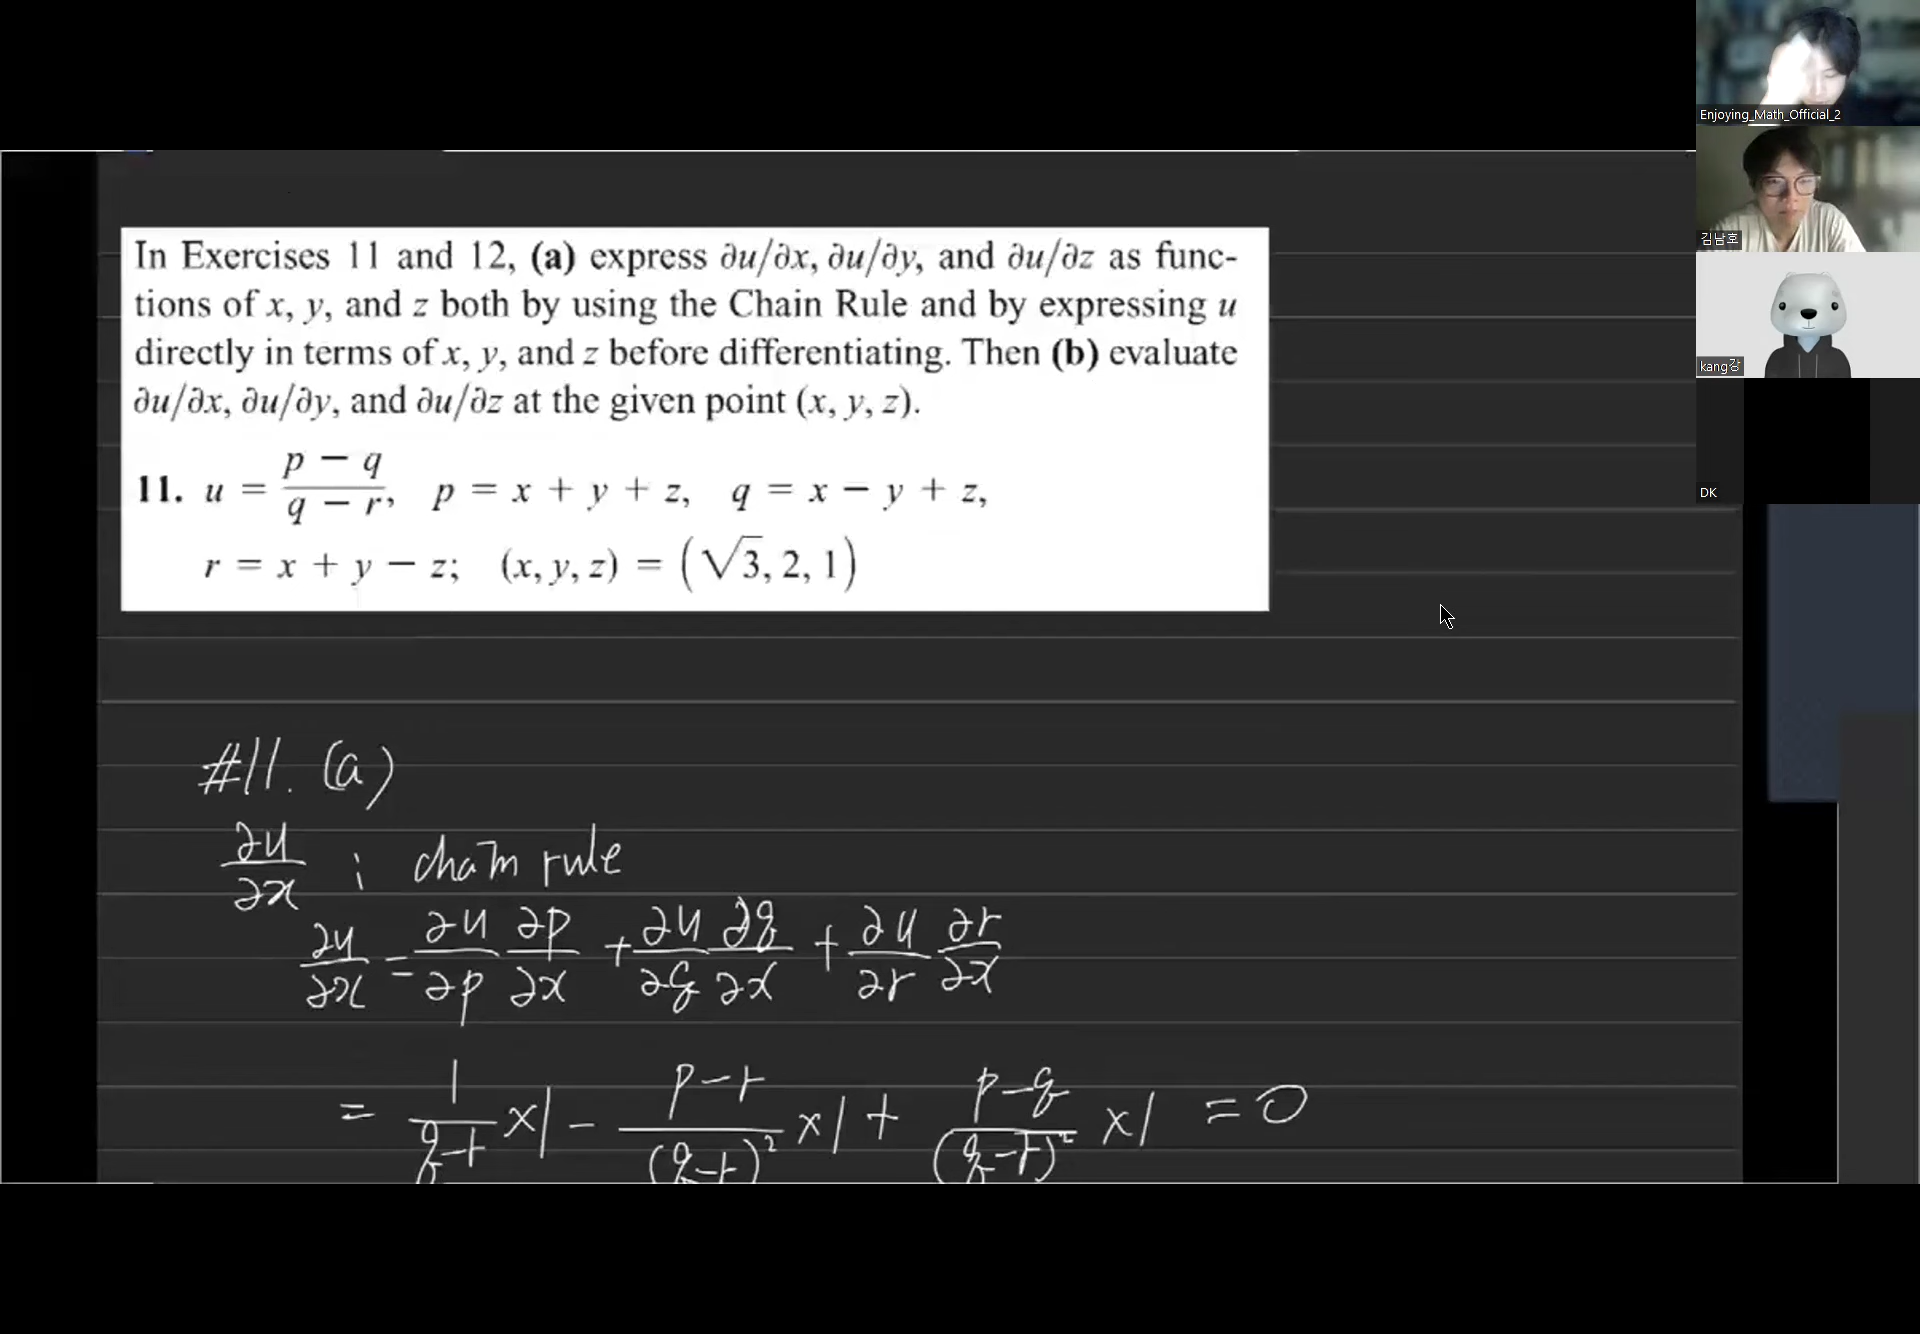 Enjoying_Math_Official_2
김남호
kang강
DK
In Exercises 11 and 12, (a) express ∂u/∂x, ∂u/∂y, and ∂u/∂z as func-
tions of x, y, and z both by using the Chain Rule and by expressing u
directly in terms of x, y, and z before differentiating. Then (b) evaluate
∂u/∂x, ∂u/∂y, and ∂u/∂z at the given point (x, y, z).
11. u = (p − q)/(q − r), p = x + y + z, q = x − y + z,
r = x + y − z; (x, y, z) = (√3, 2, 1)
#11. (a)
∂u/∂x ; chain rule
∂u/∂x = ∂u/∂p ∂p/∂x + ∂u/∂q ∂q/∂x + ∂u/∂r ∂r/∂x
= 1/(q−r) ×1 − (p−r)/(q−r)² ×1 + (p−q)/(q−r)² ×1 = 0